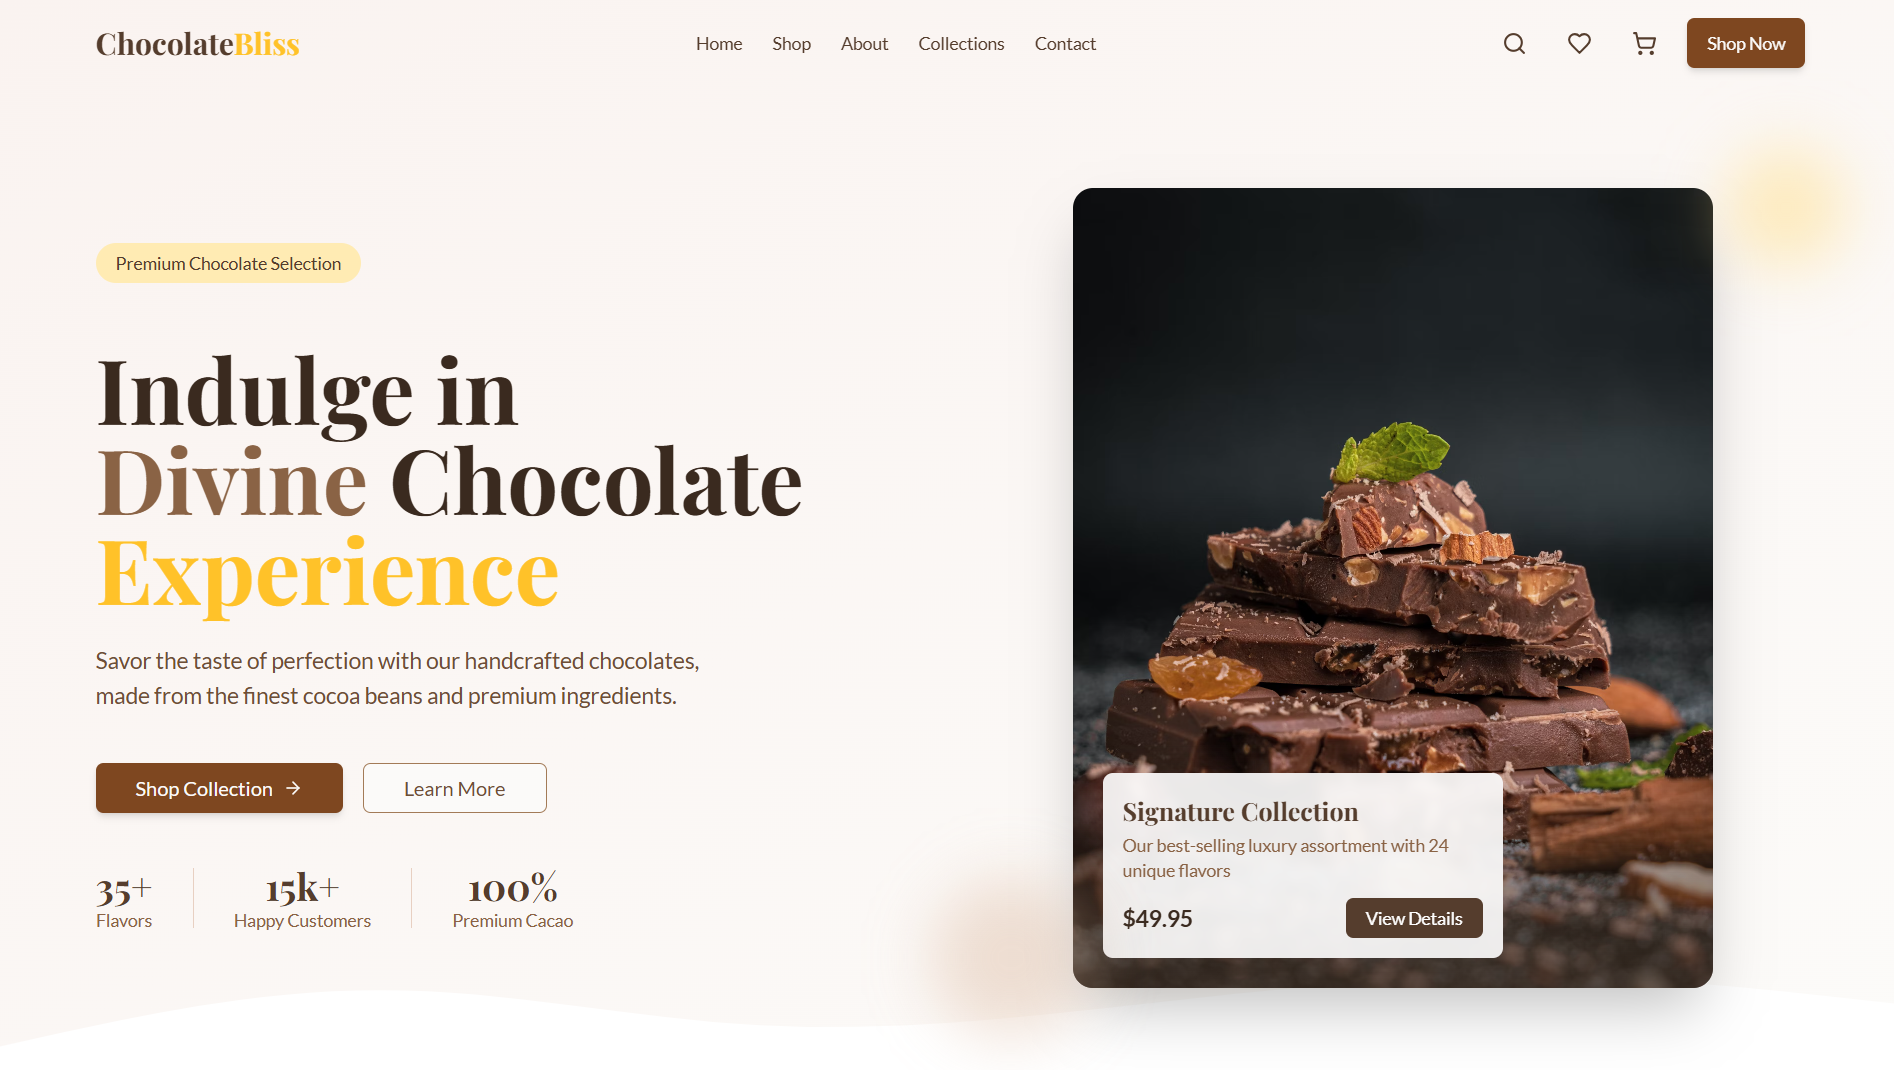 ChocolateBliss
Home
Shop
About
Collections
Contact
Shop Now
Premium Chocolate Selection
Indulge in
Divine Chocolate
Experience
Savor the taste of perfection with our handcrafted chocolates,
made from the finest cocoa beans and premium ingredients.
Shop Collection
Learn More
35+
Flavors
15k+
Happy Customers
100%
Premium Cacao
Signature Collection
Our best-selling luxury assortment with 24
unique flavors
$49.95
View Details